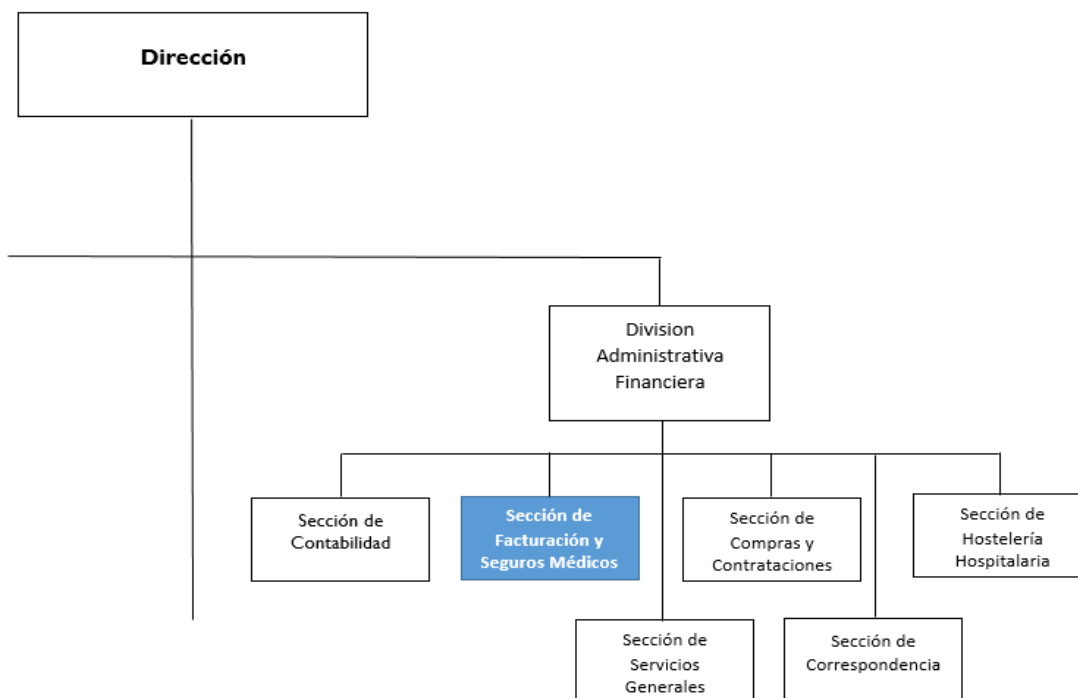 Dirección
Division
Administrativa
Financiera
Sección de
Contabilidad
Sección de
Facturación y
Seguros Médicos
Sección de
Compras y
Contrataciones
Sección de
Hostelería
Hospitalaria
Sección de
Servicios
Generales
Sección de
Correspondencia